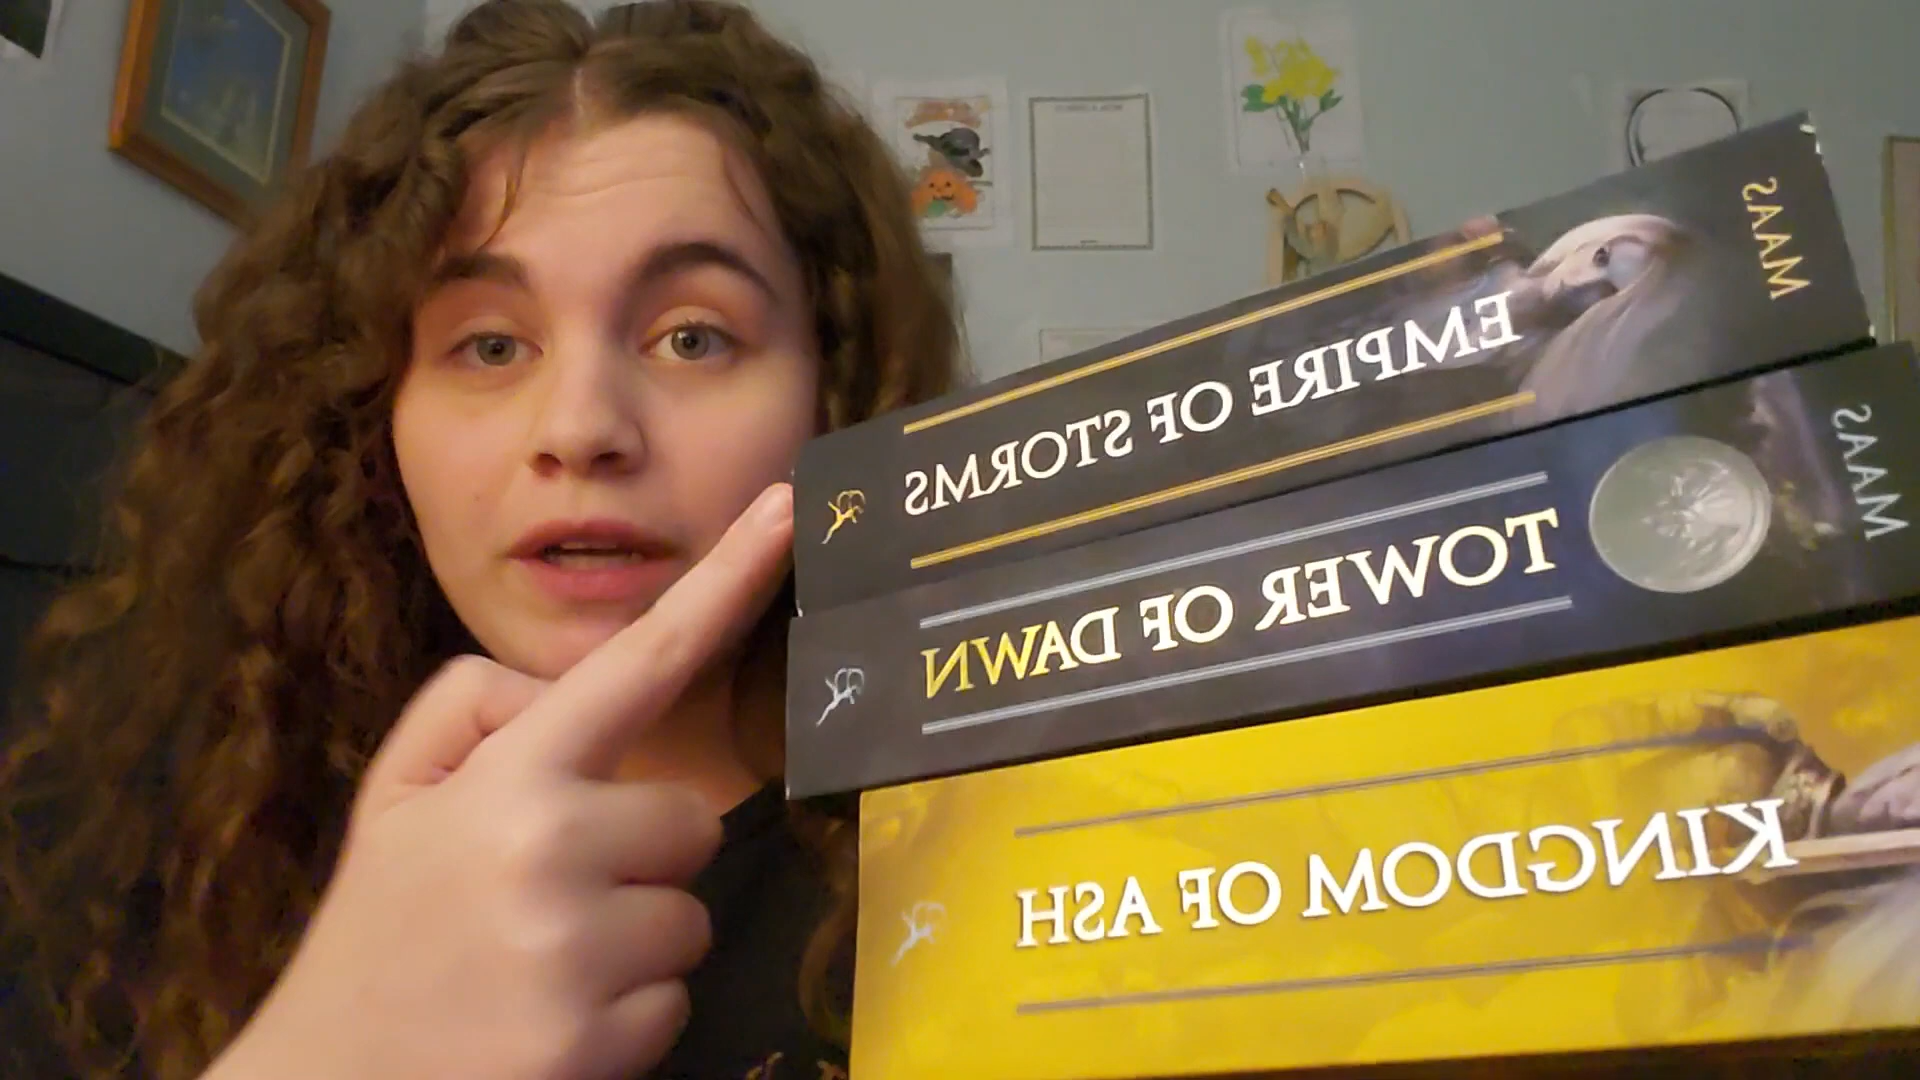 MAAS
EMPIRE OF STORMS
MAAS
TOWER OF DAWN
KINGDOM OF ASH